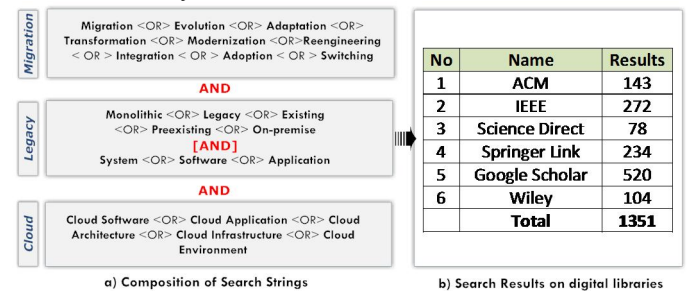 Migration
Migration <OR> Evolution <OR> Adaptation <OR>
Transformation <OR> Modernization <OR>Reengineering
< OR > Integration < OR > Adoption < OR > Switching
AND
Legacy
Monolithic <OR> Legacy <OR> Existing
<OR> Preexisting <OR> On-premise
[AND]
System <OR> Software <OR> Application
AND
Cloud
Cloud Software <OR> Cloud Application <OR> Cloud
Architecture <OR> Cloud Infrastructure <OR> Cloud
Environment
a) Composition of Search Strings
No Name Results
1 ACM 143
2 IEEE 272
3 Science Direct 78
4 Springer Link 234
5 Google Scholar 520
6 Wiley 104
Total 1351
b) Search Results on digital libraries